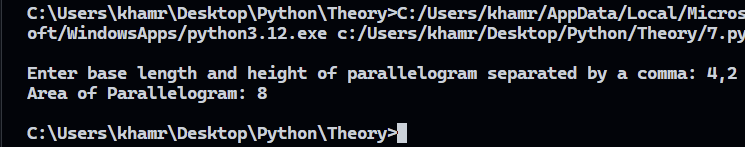 C:\Users\khamr\Desktop\Python\Theory>C:/Users/khamr/AppData/Local/Micros
oft/WindowsApps/python3.12.exe c:/Users/khamr/Desktop/Python/Theory/7.py
Enter base length and height of parallelogram separated by a comma: 4,2
Area of Parallelogram: 8
C:\Users\khamr\Desktop\Python\Theory>